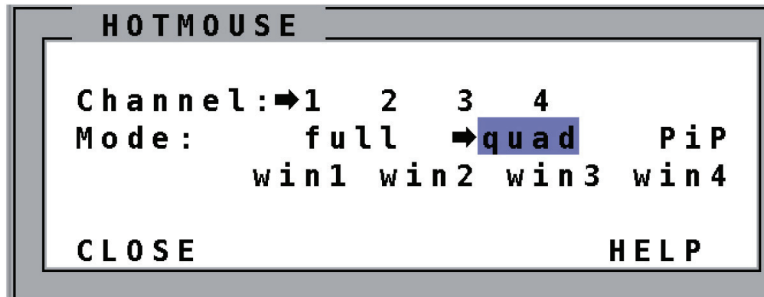 HOTMOUSE
Channel:➡1 2 3 4
Mode: full ➡quad PiP
win1 win2 win3 win4
CLOSE HELP